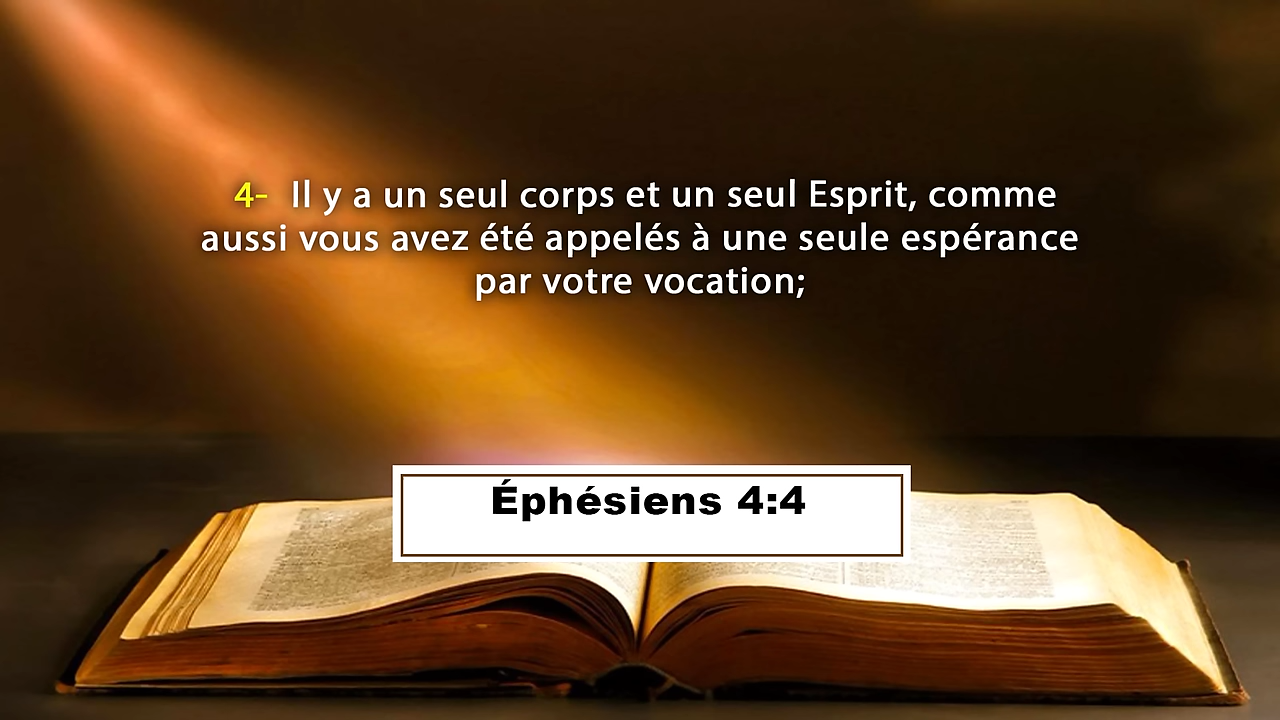 4- Il y a un seul corps et un seul Esprit, comme
aussi vous avez été appelés à une seule espérance
par votre vocation;
Éphésiens 4:4